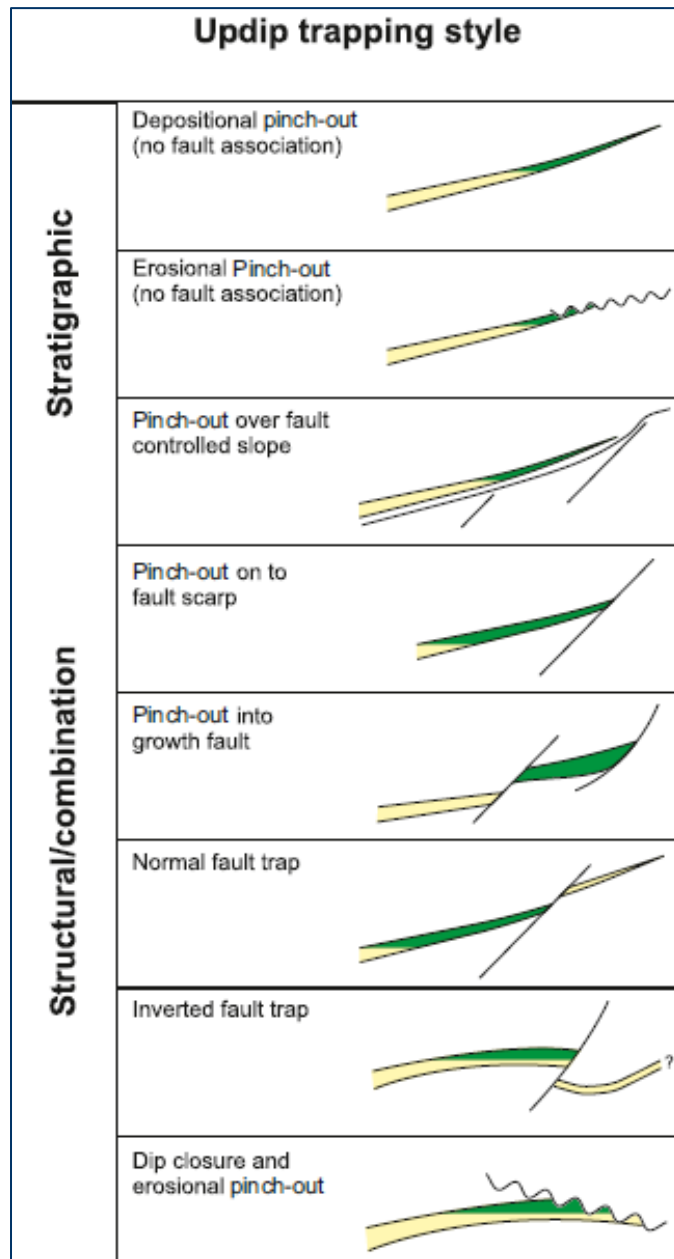 Updip trapping style
Stratigraphic
Depositional pinch-out
(no fault association)
Erosional Pinch-out
(no fault association)
Pinch-out over fault
controlled slope
Structural/combination
Pinch-out on to
fault scarp
Pinch-out into
growth fault
Normal fault trap
Inverted fault trap
?
Dip closure and
erosional pinch-out